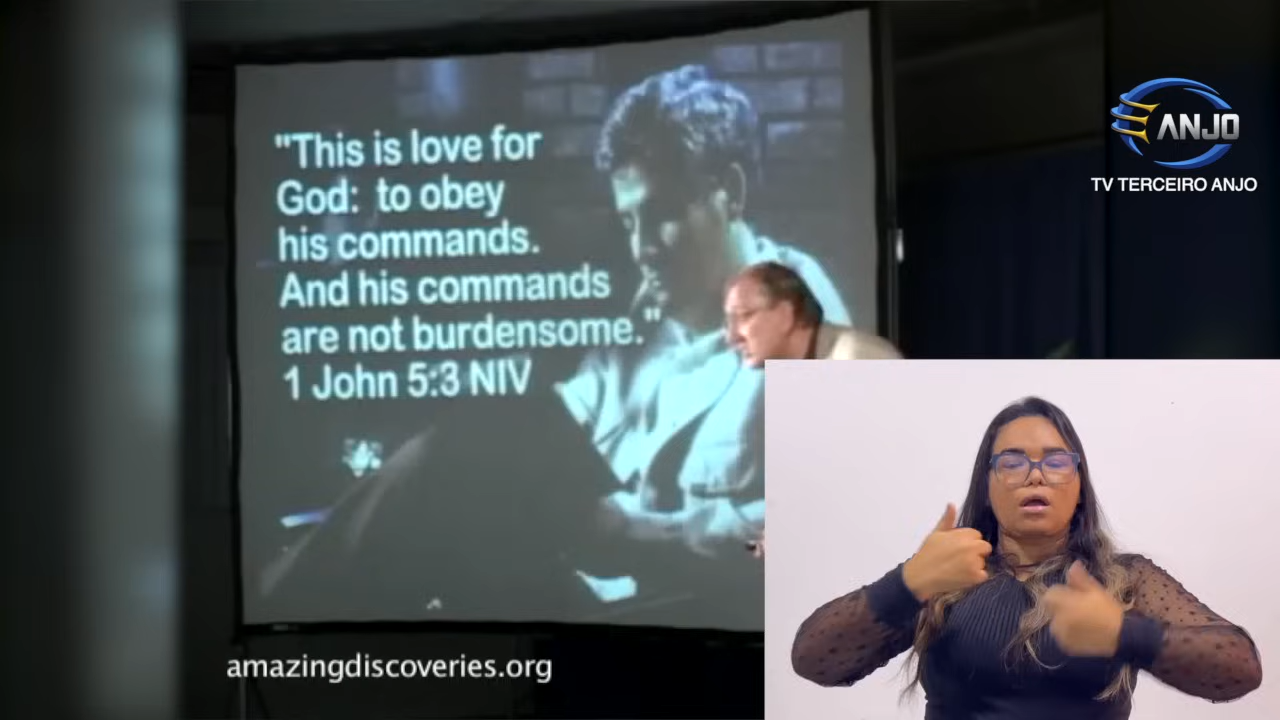 "This is love for
God: to obey
his commands.
And his commands
are not burdensome."
1 John 5:3 NIV
ANJO
TV TERCEIRO ANJO
amazingdiscoveries.org